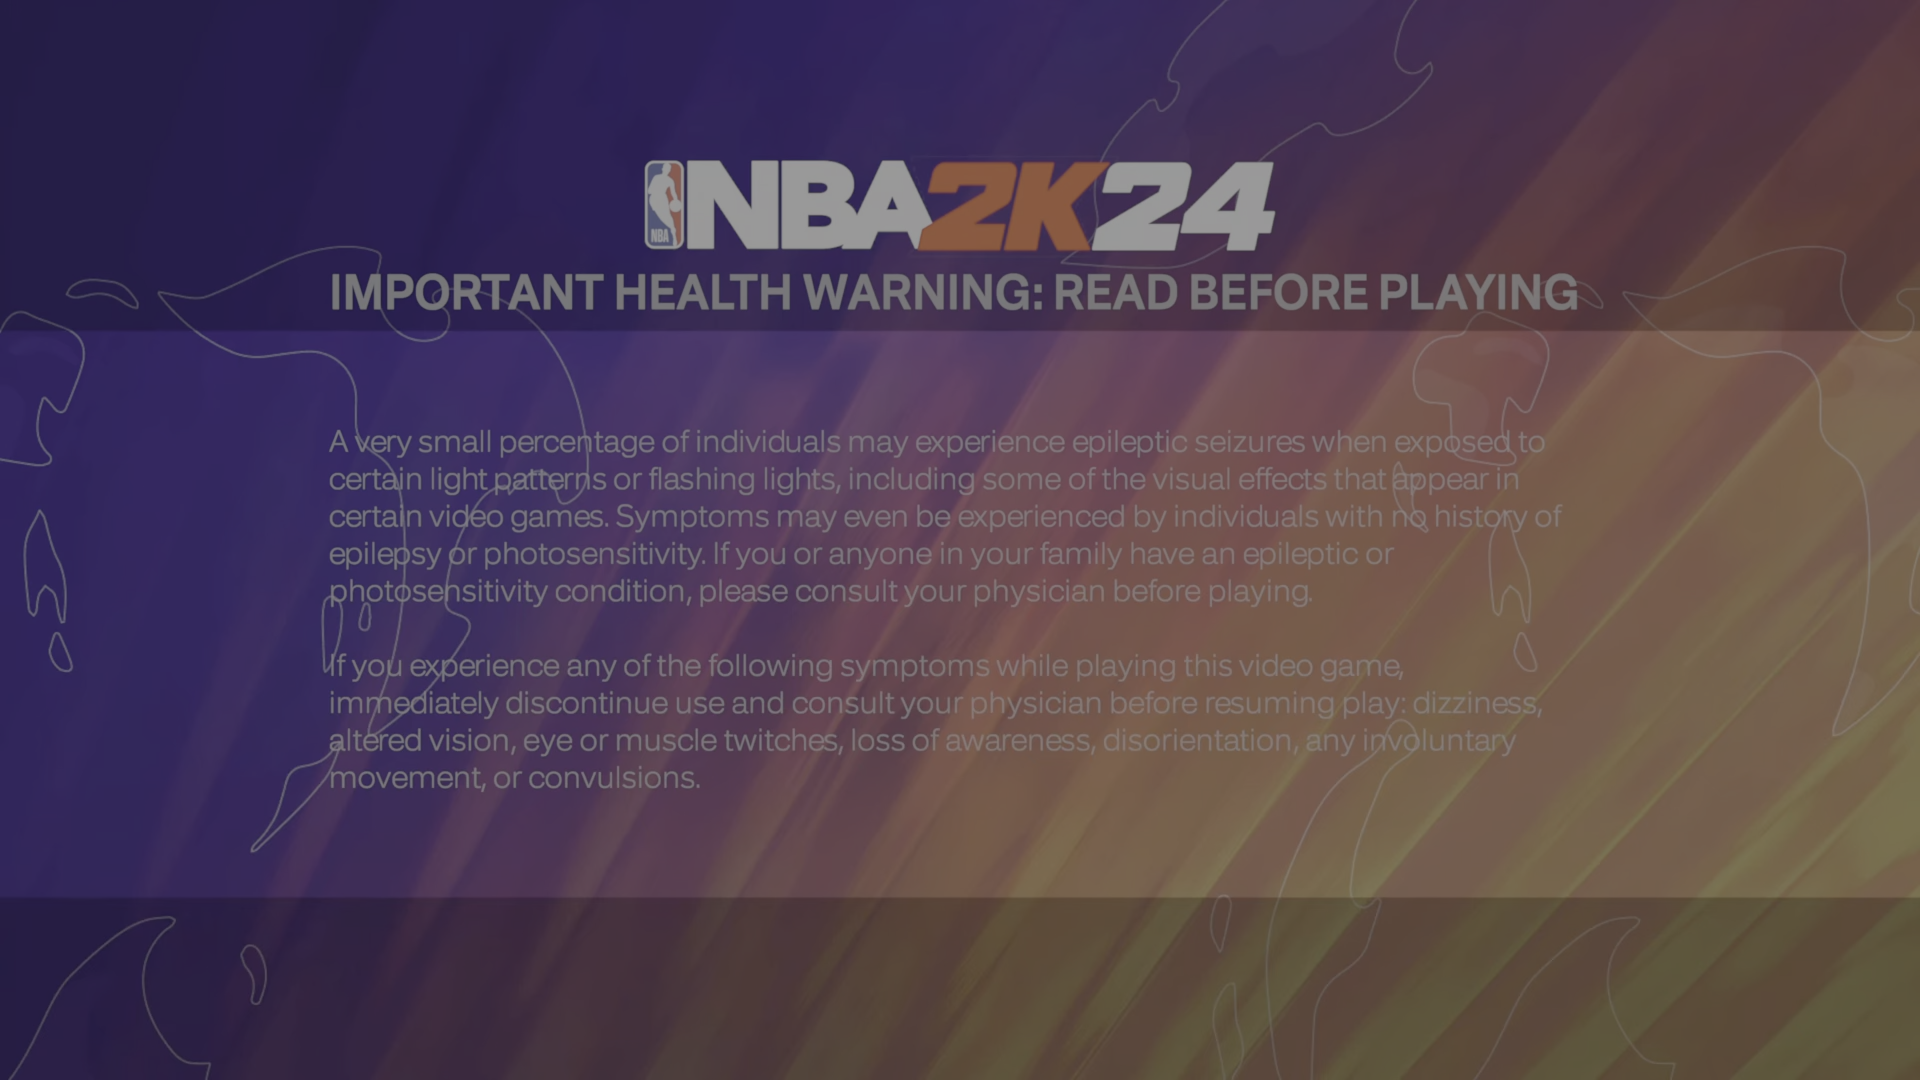 NBA
NBA2K24
IMPORTANT HEALTH WARNING: READ BEFORE PLAYING
A very small percentage of individuals may experience epileptic seizures when exposed to
certain light patterns or flashing lights, including some of the visual effects that appear in
certain video games. Symptoms may even be experienced by individuals with no history of
epilepsy or photosensitivity. If you or anyone in your family have an epileptic or
photosensitivity condition, please consult your physician before playing.
If you experience any of the following symptoms while playing this video game,
immediately discontinue use and consult your physician before resuming play: dizziness,
altered vision, eye or muscle twitches, loss of awareness, disorientation, any involuntary
movement, or convulsions.